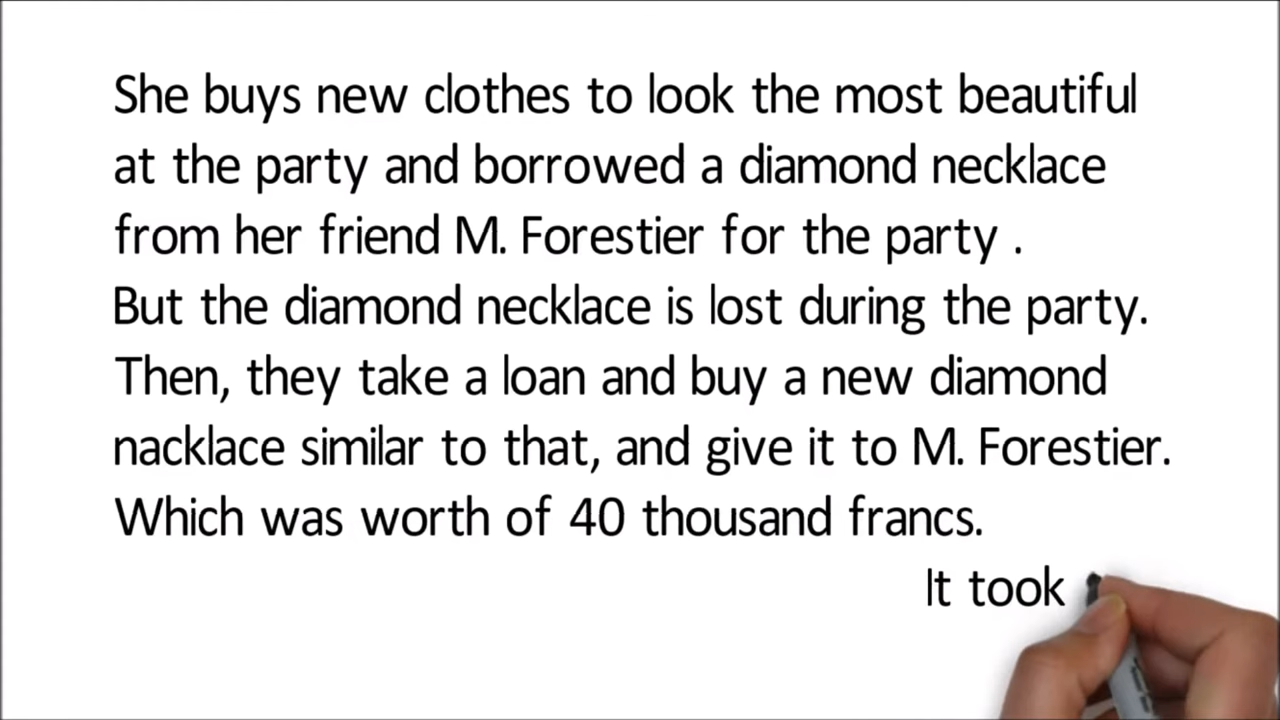 She buys new clothes to look the most beautiful
at the party and borrowed a diamond necklace
from her friend M. Forestier for the party .
But the diamond necklace is lost during the party.
Then, they take a loan and buy a new diamond
nacklace similar to that, and give it to M. Forestier.
Which was worth of 40 thousand francs.
It took